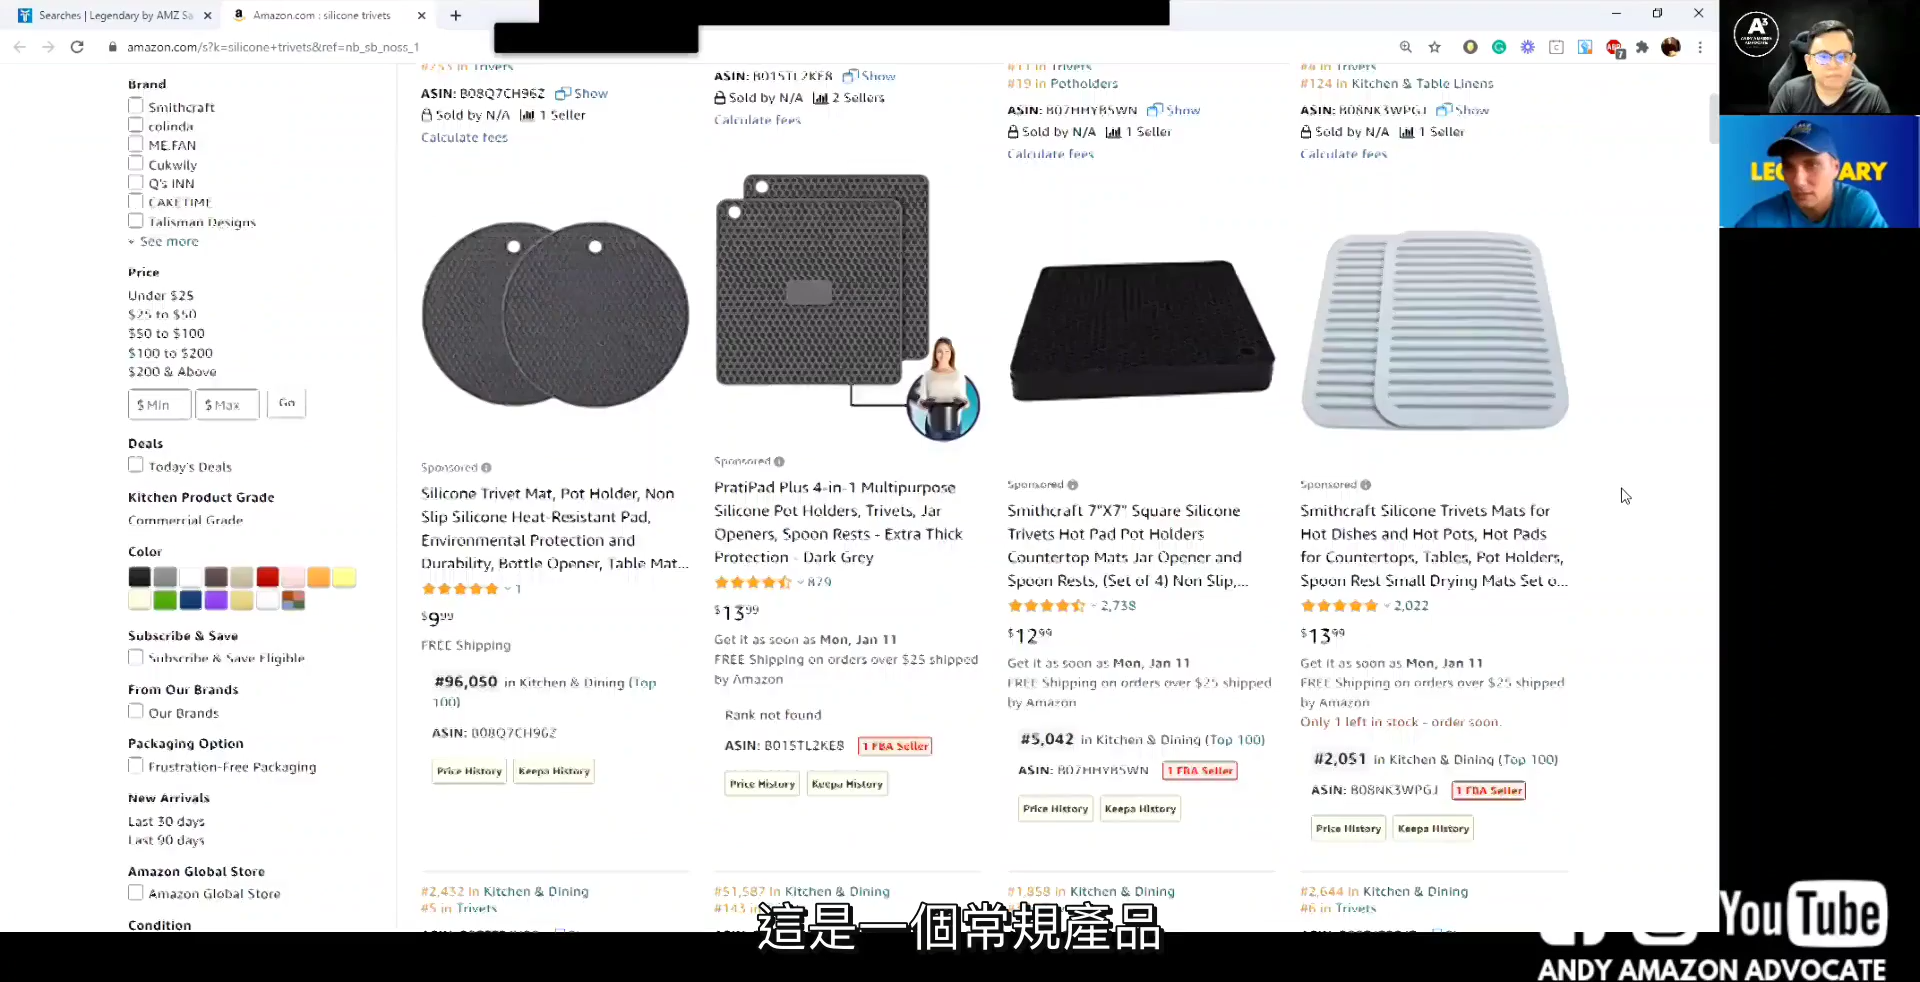 Searches | Legendary by AMZ Sa
Amazon.com : silicone trivets
amazon.com/s?k=silicone+trivets&ref=nb_sb_noss_1
Brand
Smithcraft
colinda
ME.FAN
Cukwily
Q's INN
CAKETIME
Talisman Designs
See more
Price
Under $25
$25 to $50
$50 to $100
$100 to $200
$200 & Above
$ Min $ Max Go
Deals
Today's Deals
Kitchen Product Grade
Commercial Grade
Color
Subscribe & Save
Subscribe & Save Eligible
From Our Brands
Our Brands
Packaging Option
Frustration-Free Packaging
New Arrivals
Last 30 days
Last 90 days
Amazon Global Store
Amazon Global Store
Condition
#253 in Trivets
ASIN: B08Q7CH96Z Show
Sold by N/A 1 Seller
Calculate fees
Sponsored
Silicone Trivet Mat, Pot Holder, Non
Slip Silicone Heat-Resistant Pad,
Environmental Protection and
Durability, Bottle Opener, Table Mat...
1
$999
FREE Shipping
#96,050 in Kitchen & Dining (Top
100)
ASIN: B08Q7CH96Z
Price History Keepa History
#2,432 in Kitchen & Dining
#5 in Trivets
ASIN: B015TL2KE8 Show
Sold by N/A 2 Sellers
Calculate fees
Sponsored
PratiPad Plus 4-in-1 Multipurpose
Silicone Pot Holders, Trivets, Jar
Openers, Spoon Rests - Extra Thick
Protection - Dark Grey
879
$1399
Get it as soon as Mon, Jan 11
FREE Shipping on orders over $25 shipped
by Amazon
Rank not found
ASIN: B015TL2KE8 1 FBA Seller
Price History Keepa History
#51,587 in Kitchen & Dining
#143 in
#11 in Trivets
#19 in Potholders
ASIN: B07HHYB5WN Show
Sold by N/A 1 Seller
Calculate fees
Sponsored
Smithcraft 7"X7" Square Silicone
Trivets Hot Pad Pot Holders
Countertop Mats Jar Opener and
Spoon Rests, (Set of 4) Non Slip,...
2,738
$1299
Get it as soon as Mon, Jan 11
FREE Shipping on orders over $25 shipped
by Amazon
#5,042 in Kitchen & Dining (Top 100)
ASIN: B07HHYB5WN 1 FBA Seller
Price History Keepa History
#1,858 in Kitchen & Dining
#4 in Trivets
#124 in Kitchen & Table Linens
ASIN: B08NK3WPGJ Show
Sold by N/A 1 Seller
Calculate fees
Sponsored
Smithcraft Silicone Trivets Mats for
Hot Dishes and Hot Pots, Hot Pads
for Countertops, Tables, Pot Holders,
Spoon Rest Small Drying Mats Set o...
2,022
$1399
Get it as soon as Mon, Jan 11
FREE Shipping on orders over $25 shipped
by Amazon
Only 1 left in stock - order soon.
#2,051 in Kitchen & Dining (Top 100)
ASIN: B08NK3WPGJ 1 FBA Seller
Price History Keepa History
#2,644 in Kitchen & Dining
#6 in Trivets
這是一個常規產品
YouTube
ANDY AMAZON ADVOCATE